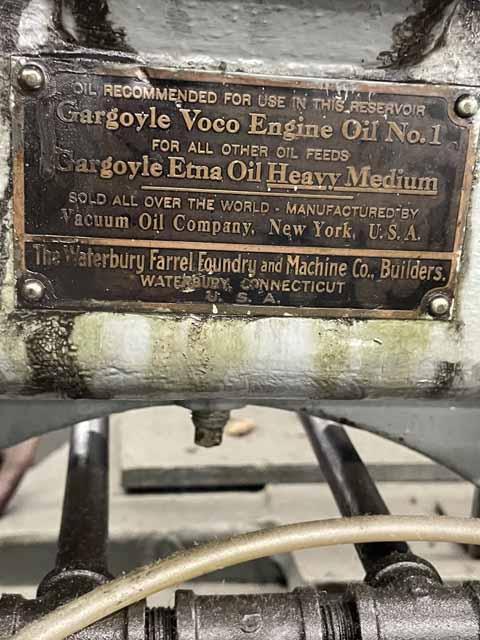 OIL RECOMMENDED FOR USE IN THIS RESERVOIR
Gargoyle Voco Engine Oil No.1
FOR ALL OTHER OIL FEEDS
Gargoyle Etna Oil Heavy Medium
SOLD ALL OVER THE WORLD - MANUFACTURED BY
Vacuum Oil Company, New York, U.S.A.
The Waterbury Farrel Foundry and Machine Co., Builders.
WATERBURY, CONNECTICUT
U. S. A.